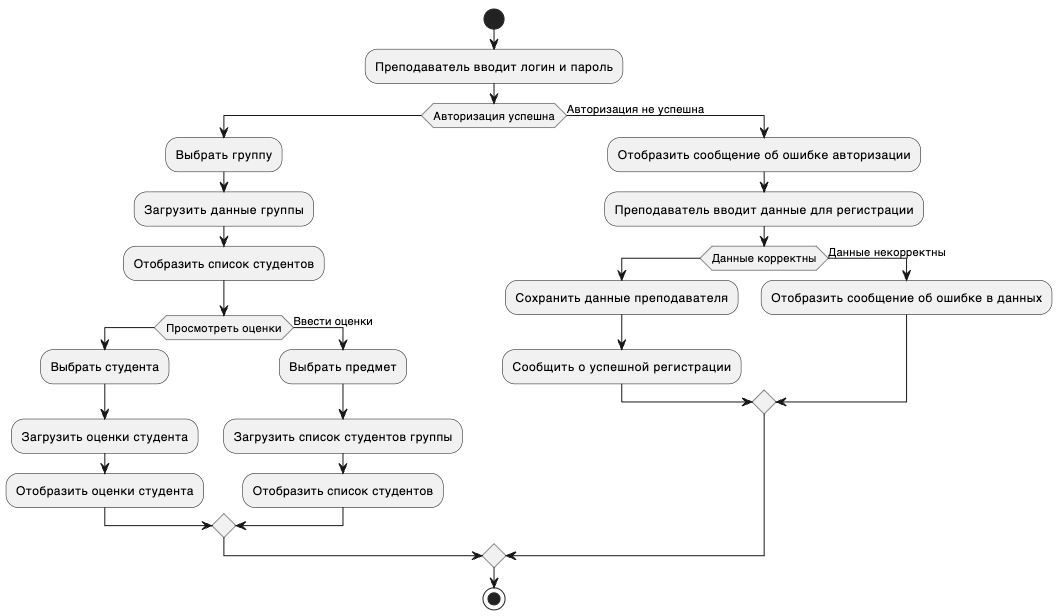 Преподаватель вводит логин и пароль
Авторизация успешна
Авторизация не успешна
Выбрать группу
Отобразить сообщение об ошибке авторизации
Загрузить данные группы
Преподаватель вводит данные для регистрации
Отобразить список студентов
Данные корректны
Данные некорректны
Сохранить данные преподавателя
Отобразить сообщение об ошибке в данных
Просмотреть оценки
Ввести оценки
Выбрать студента
Выбрать предмет
Сообщить о успешной регистрации
Загрузить оценки студента
Загрузить список студентов группы
Отобразить оценки студента
Отобразить список студентов